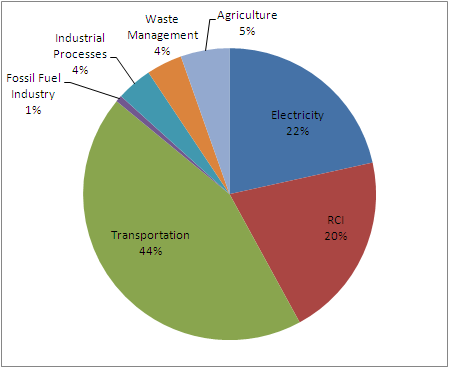 Agriculture
5%
Waste
Management
4%
Industrial
Processes
4%
Fossil Fuel
Industry
1%
Electricity
22%
RCI
20%
Transportation
44%